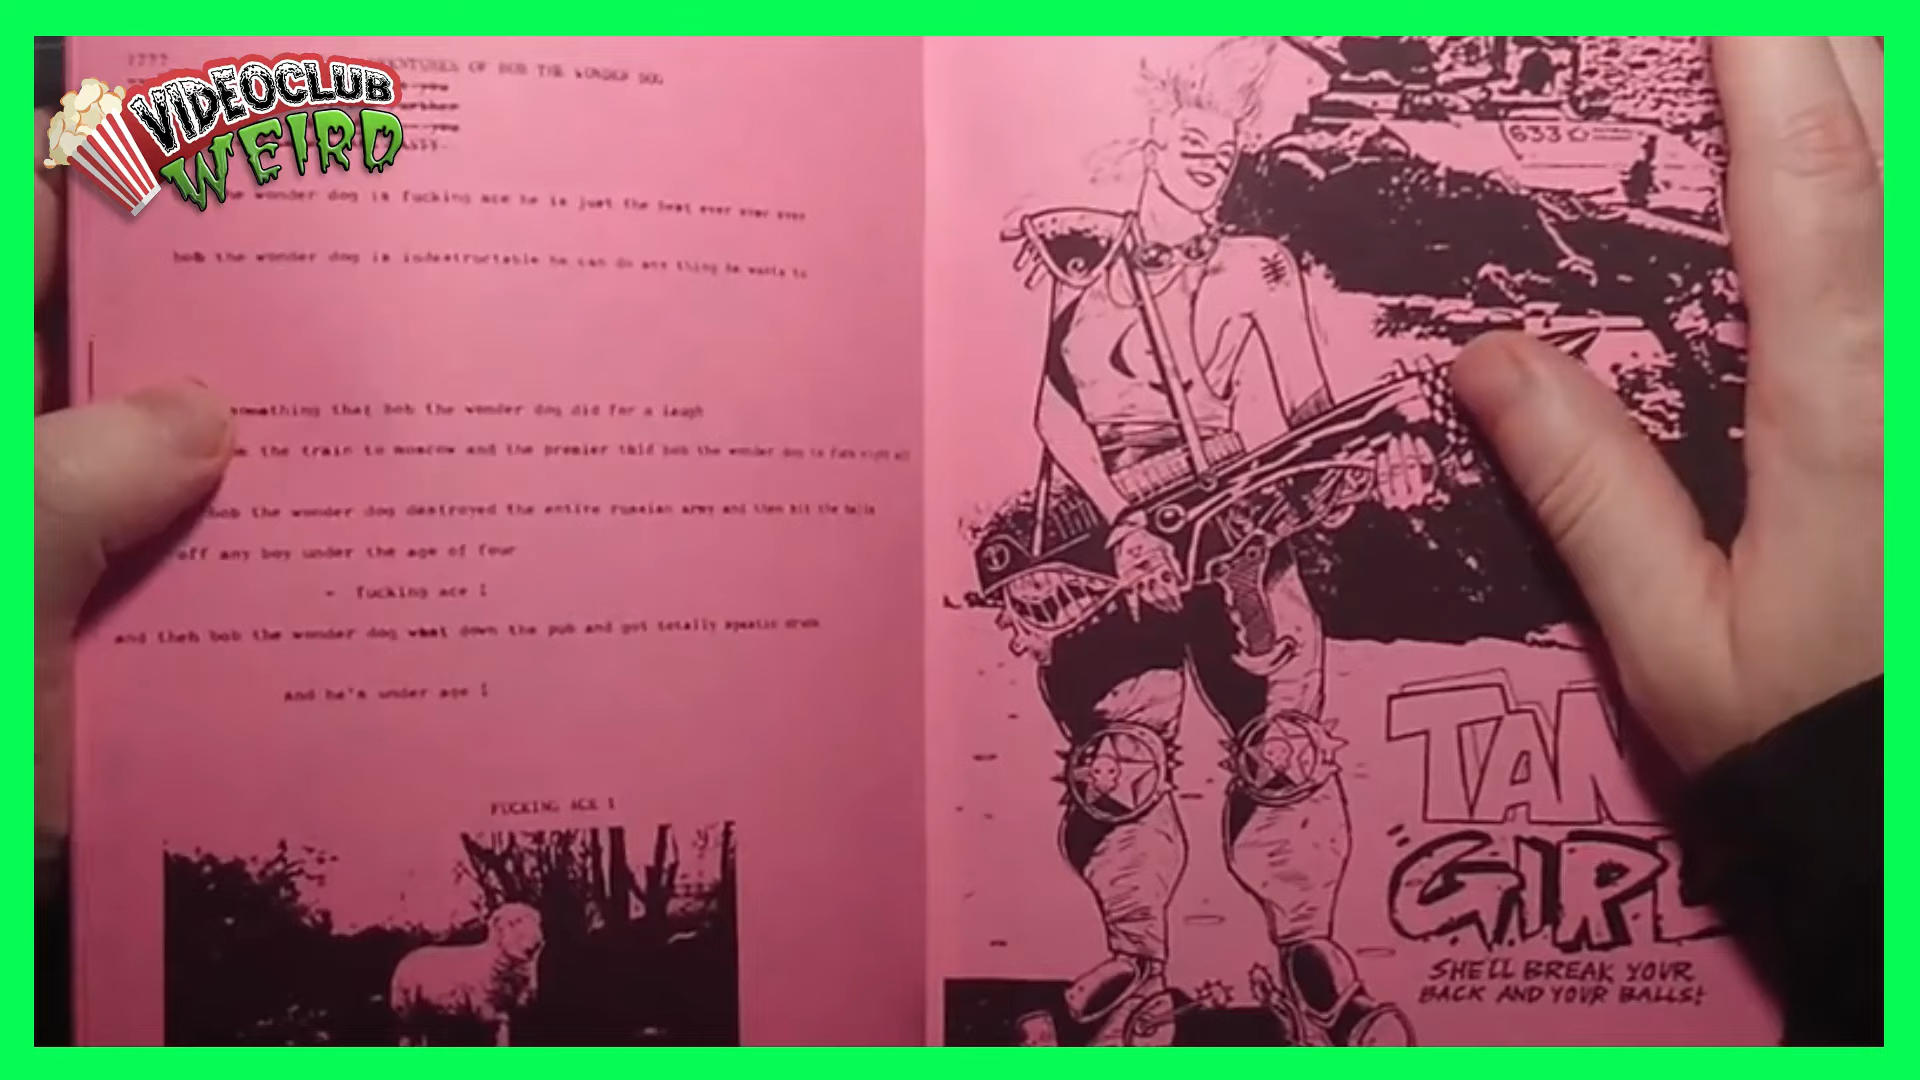 VIDEOCLUB
WEIRD
????
ADVENTURES OF BOB THE WONDER DOG
wonder dog is fucking ace he is just the best ever ever ever
bob the wonder dog is indestructable he can do any thing he wants to
something that bob the wonder dog did for a laugh
the train to moscow and the premier told bob the wonder dog to
bob the wonder dog destroyed the entire russian army and then bit the balls
off any boy under the age of four
- fucking ace !
and then bob the wonder dog went down the pub and got totally spastic drunk
and he's under age !
FUCKING ACE !
633
TAN
GIRL
SHE'LL BREAK YOUR
BACK AND YOUR BALLS!